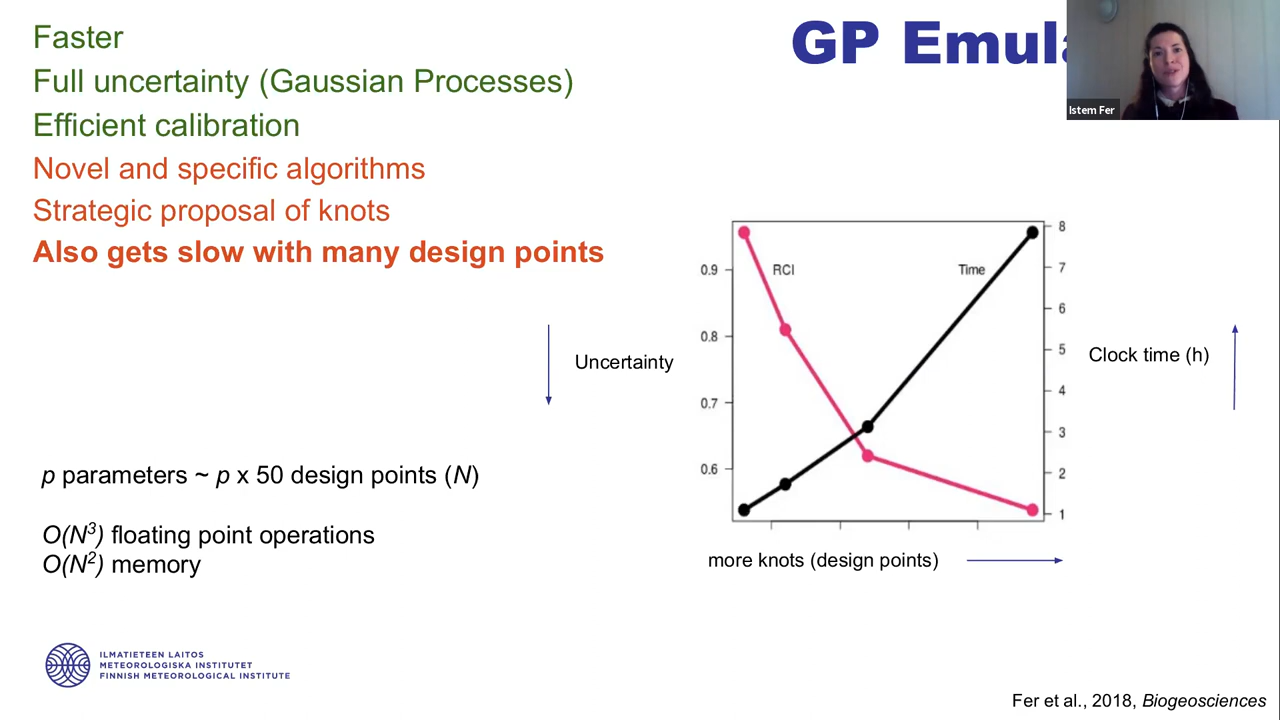 Faster
Full uncertainty (Gaussian Processes)
Efficient calibration
Novel and specific algorithms
Strategic proposal of knots
Also gets slow with many design points
GP
Istem Fer
Uncertainty
RCI
Time
0.9
0.8
0.7
0.6
8
7
6
5
4
3
2
1
Clock time (h)
more knots (design points)
p parameters ~ p x 50 design points (N)
O(N³) floating point operations
O(N²) memory
ILMATIETEEN LAITOS
METEOROLOGISKA INSTITUTET
FINNISH METEOROLOGICAL INSTITUTE
Fer et al., 2018, Biogeosciences